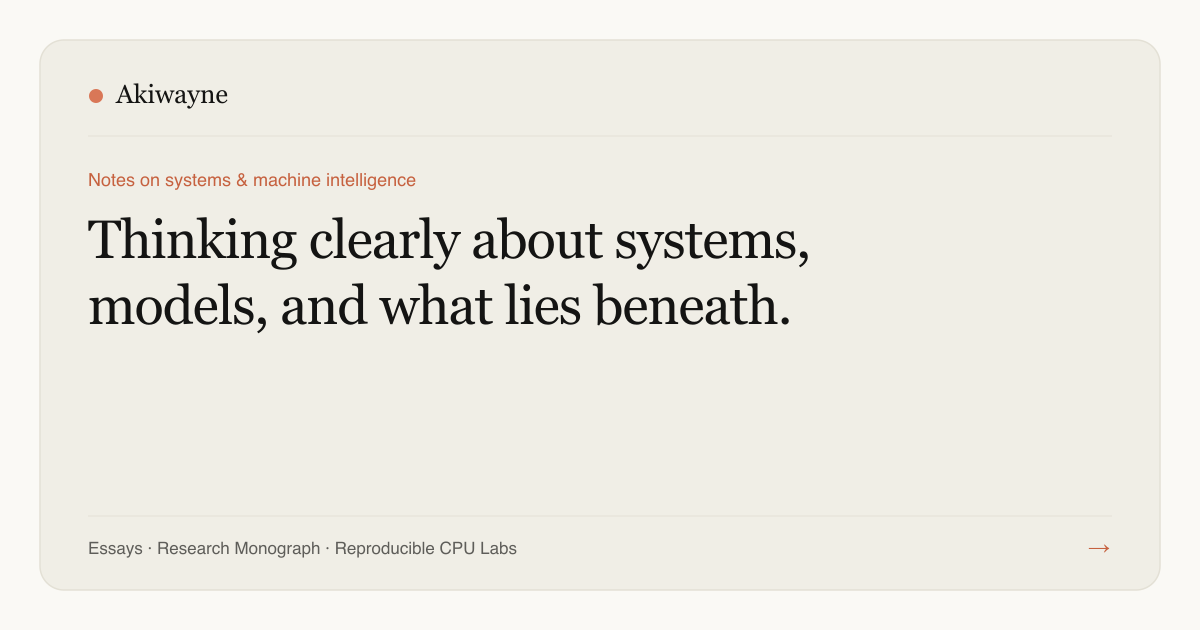 Akiwayne
Notes on systems & machine intelligence
Thinking clearly about systems,
models, and what lies beneath.
Essays · Research Monograph · Reproducible CPU Labs
→